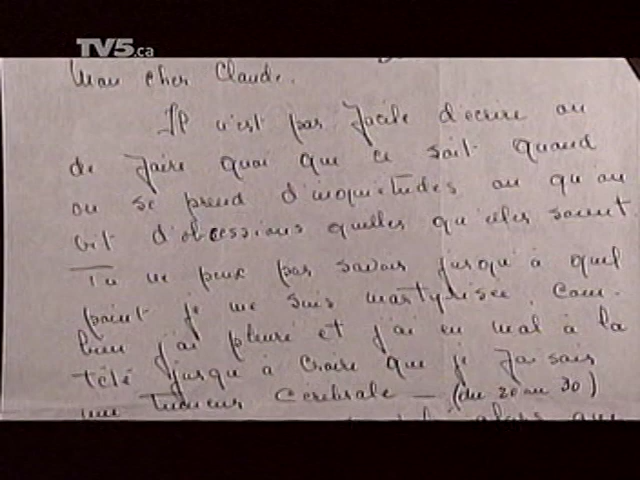 TV5.ca
Mon cher Claude.
Il n'est pas facile d'écrire ou
de faire quoi que ce soit quand
on se prend d'inquiétudes ou qu'on
vit d'obsessions quelles qu'elles soient
Tu ne peux pas savoir jusqu'à quel
point je me suis martyrisée. Com-
bien j'ai pleuré et j'ai eu mal à la
tété jusqu'à croire que je faisais
une tumeur cérébrale — (du 20 au 30)
alors que